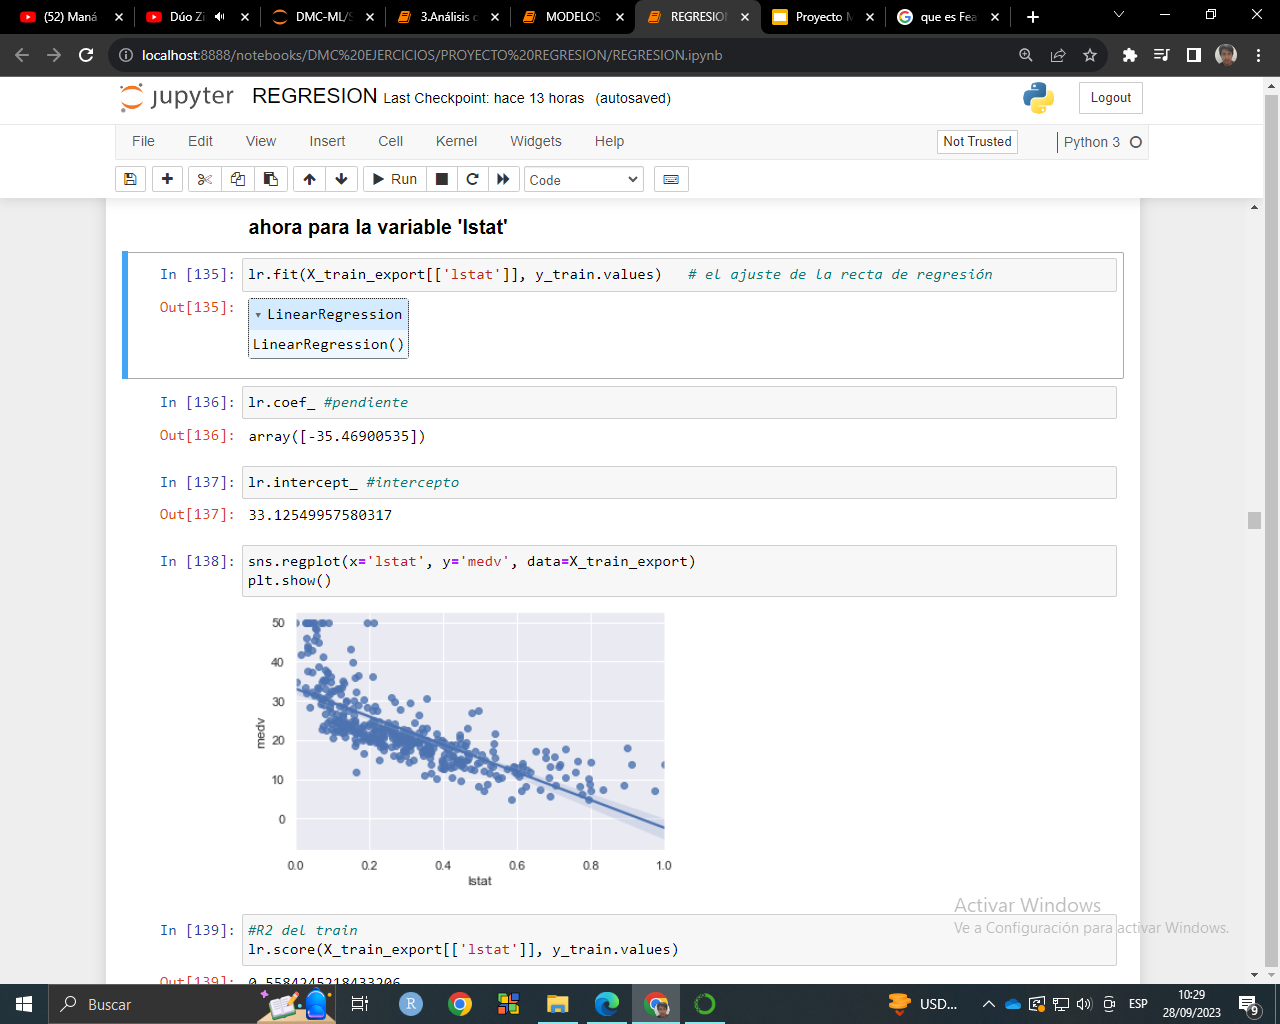 (52) Maná
Dúo Zi
DMC-ML/S
3.Análisis
MODELOS
REGRESION
Proyecto M
que es Fea
localhost:8888/notebooks/DMC%20EJERCICIOS/PROYECTO%20REGRESION/REGRESION.ipynb
jupyter REGRESION Last Checkpoint: hace 13 horas (autosaved)
Logout
File Edit View Insert Cell Kernel Widgets Help
Not Trusted
Python 3
Run
Code
ahora para la variable 'lstat'
In [135]: lr.fit(X_train_export[['lstat']], y_train.values) # el ajuste de la recta de regresión
Out[135]:
LinearRegression
LinearRegression()
In [136]: lr.coef_ #pendiente
Out[136]: array([-35.46900535])
In [137]: lr.intercept_ #intercepto
Out[137]: 33.12549957580317
In [138]: sns.regplot(x='lstat', y='medv', data=X_train_export)
plt.show()
50
40
30
20
10
0
medv
0.0 0.2 0.4 0.6 0.8 1.0
lstat
Activar Windows
Ve a Configuración para activar Windows.
In [139]: #R2 del train
lr.score(X_train_export[['lstat']], y_train.values)
Out[139]: 0.5584245218433206
Buscar
R
USD...
ESP
10:29
28/09/2023
9